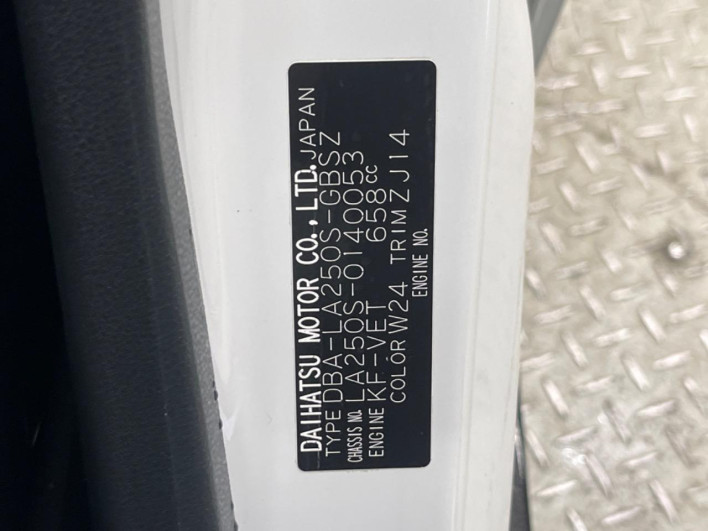 DAIHATSU MOTOR CO., LTD. JAPAN
TYPE DBA-LA250S-GBSZ
CHASSIS NO. LA250S-0140053
ENGINE KF-VET 658cc
COLOR W24 TRIM ZJ14
ENGINE NO.